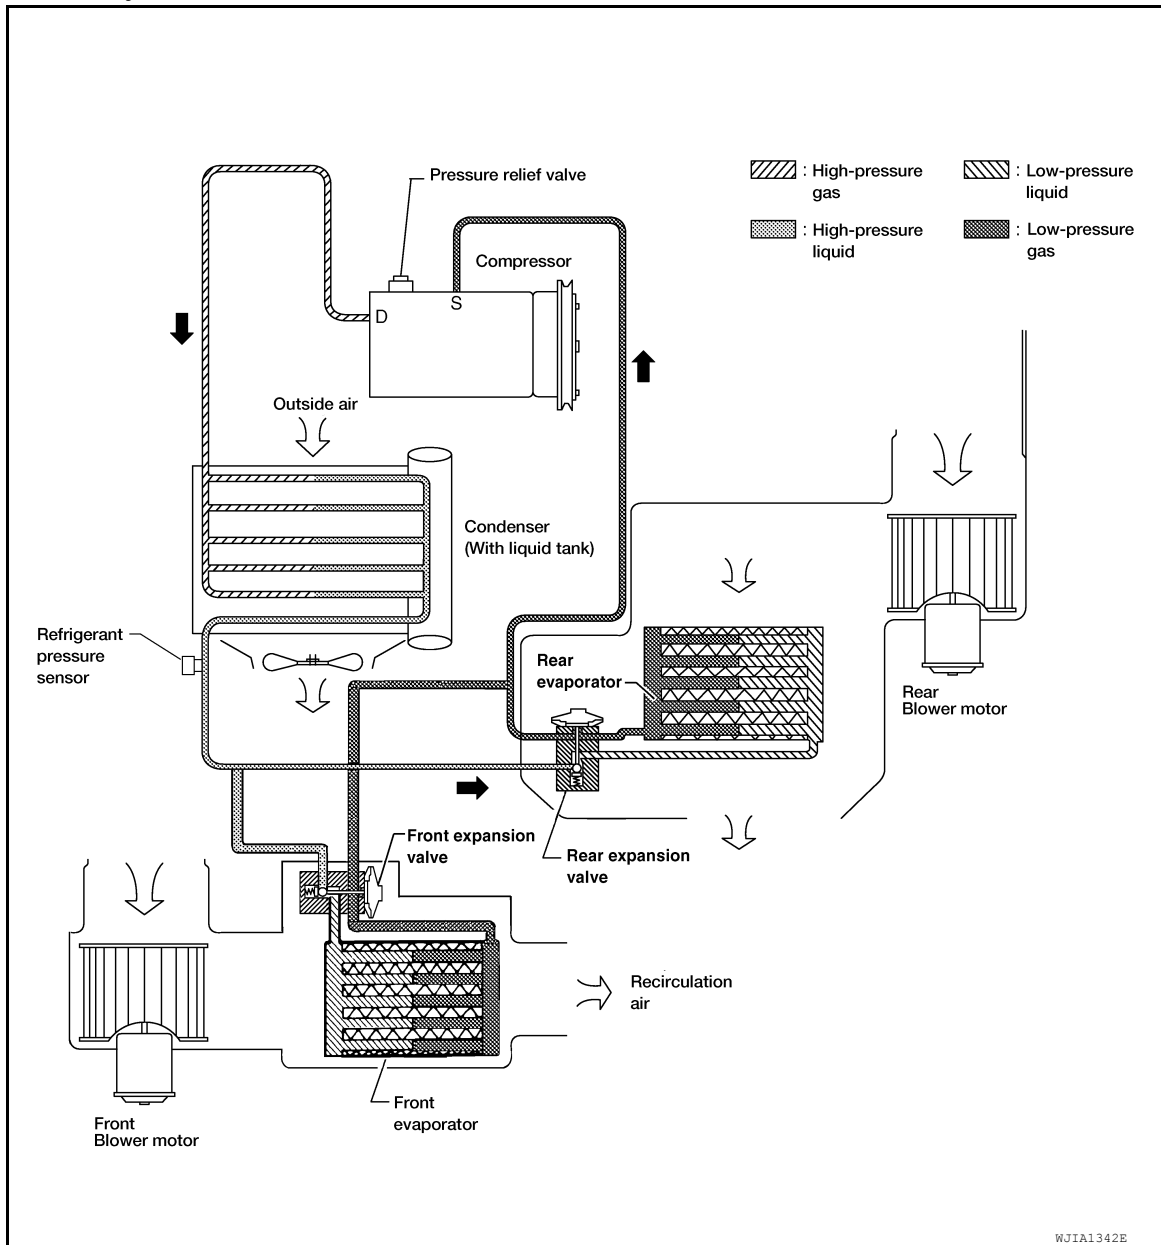 Pressure relief valve
Compressor
S
D
: High-pressure
gas
: Low-pressure
liquid
: High-pressure
liquid
: Low-pressure
gas
Outside air
Condenser
(With liquid tank)
Refrigerant
pressure
sensor
Rear
evaporator
Rear
Blower motor
Front expansion
valve
Rear expansion
valve
Recirculation
air
Front
evaporator
Front
Blower motor
WJIA1342E